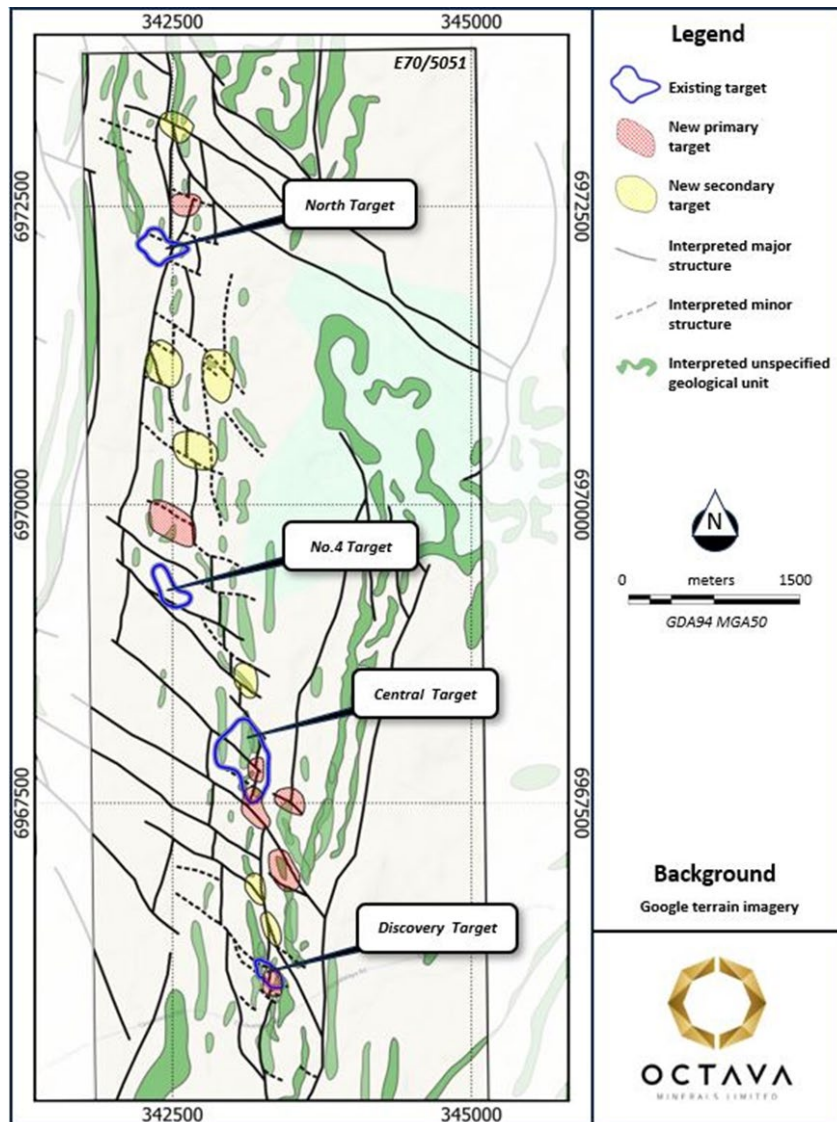 342500
345000
E70/5051
6972500
6972500
North Target
6970000
6970000
No.4 Target
Central Target
6967500
6967500
Discovery Target
342500
345000
Legend
Existing target
New primary
target
New secondary
target
Interpreted major
structure
Interpreted minor
structure
Interpreted unspecified
geological unit
N
0 meters 1500
GDA94 MGA50
Background
Google terrain imagery
OCTAVA
MINERALS LIMITED